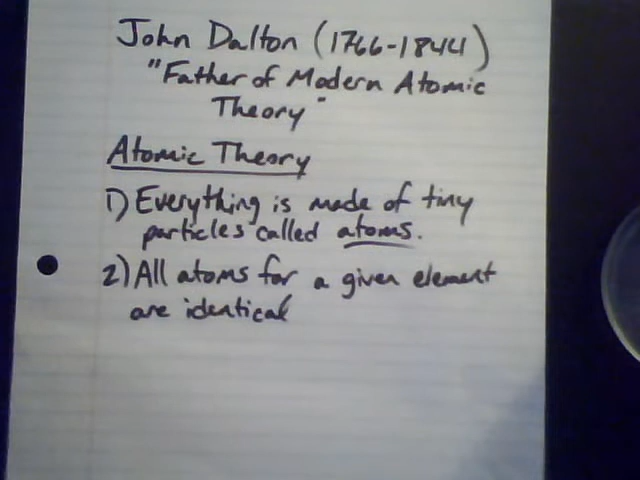 John Dalton (1766-1844)
"Father of Modern Atomic
Theory"
Atomic Theory
1) Everything is made of tiny
particles called atoms.
2) All atoms for a given element
are identical